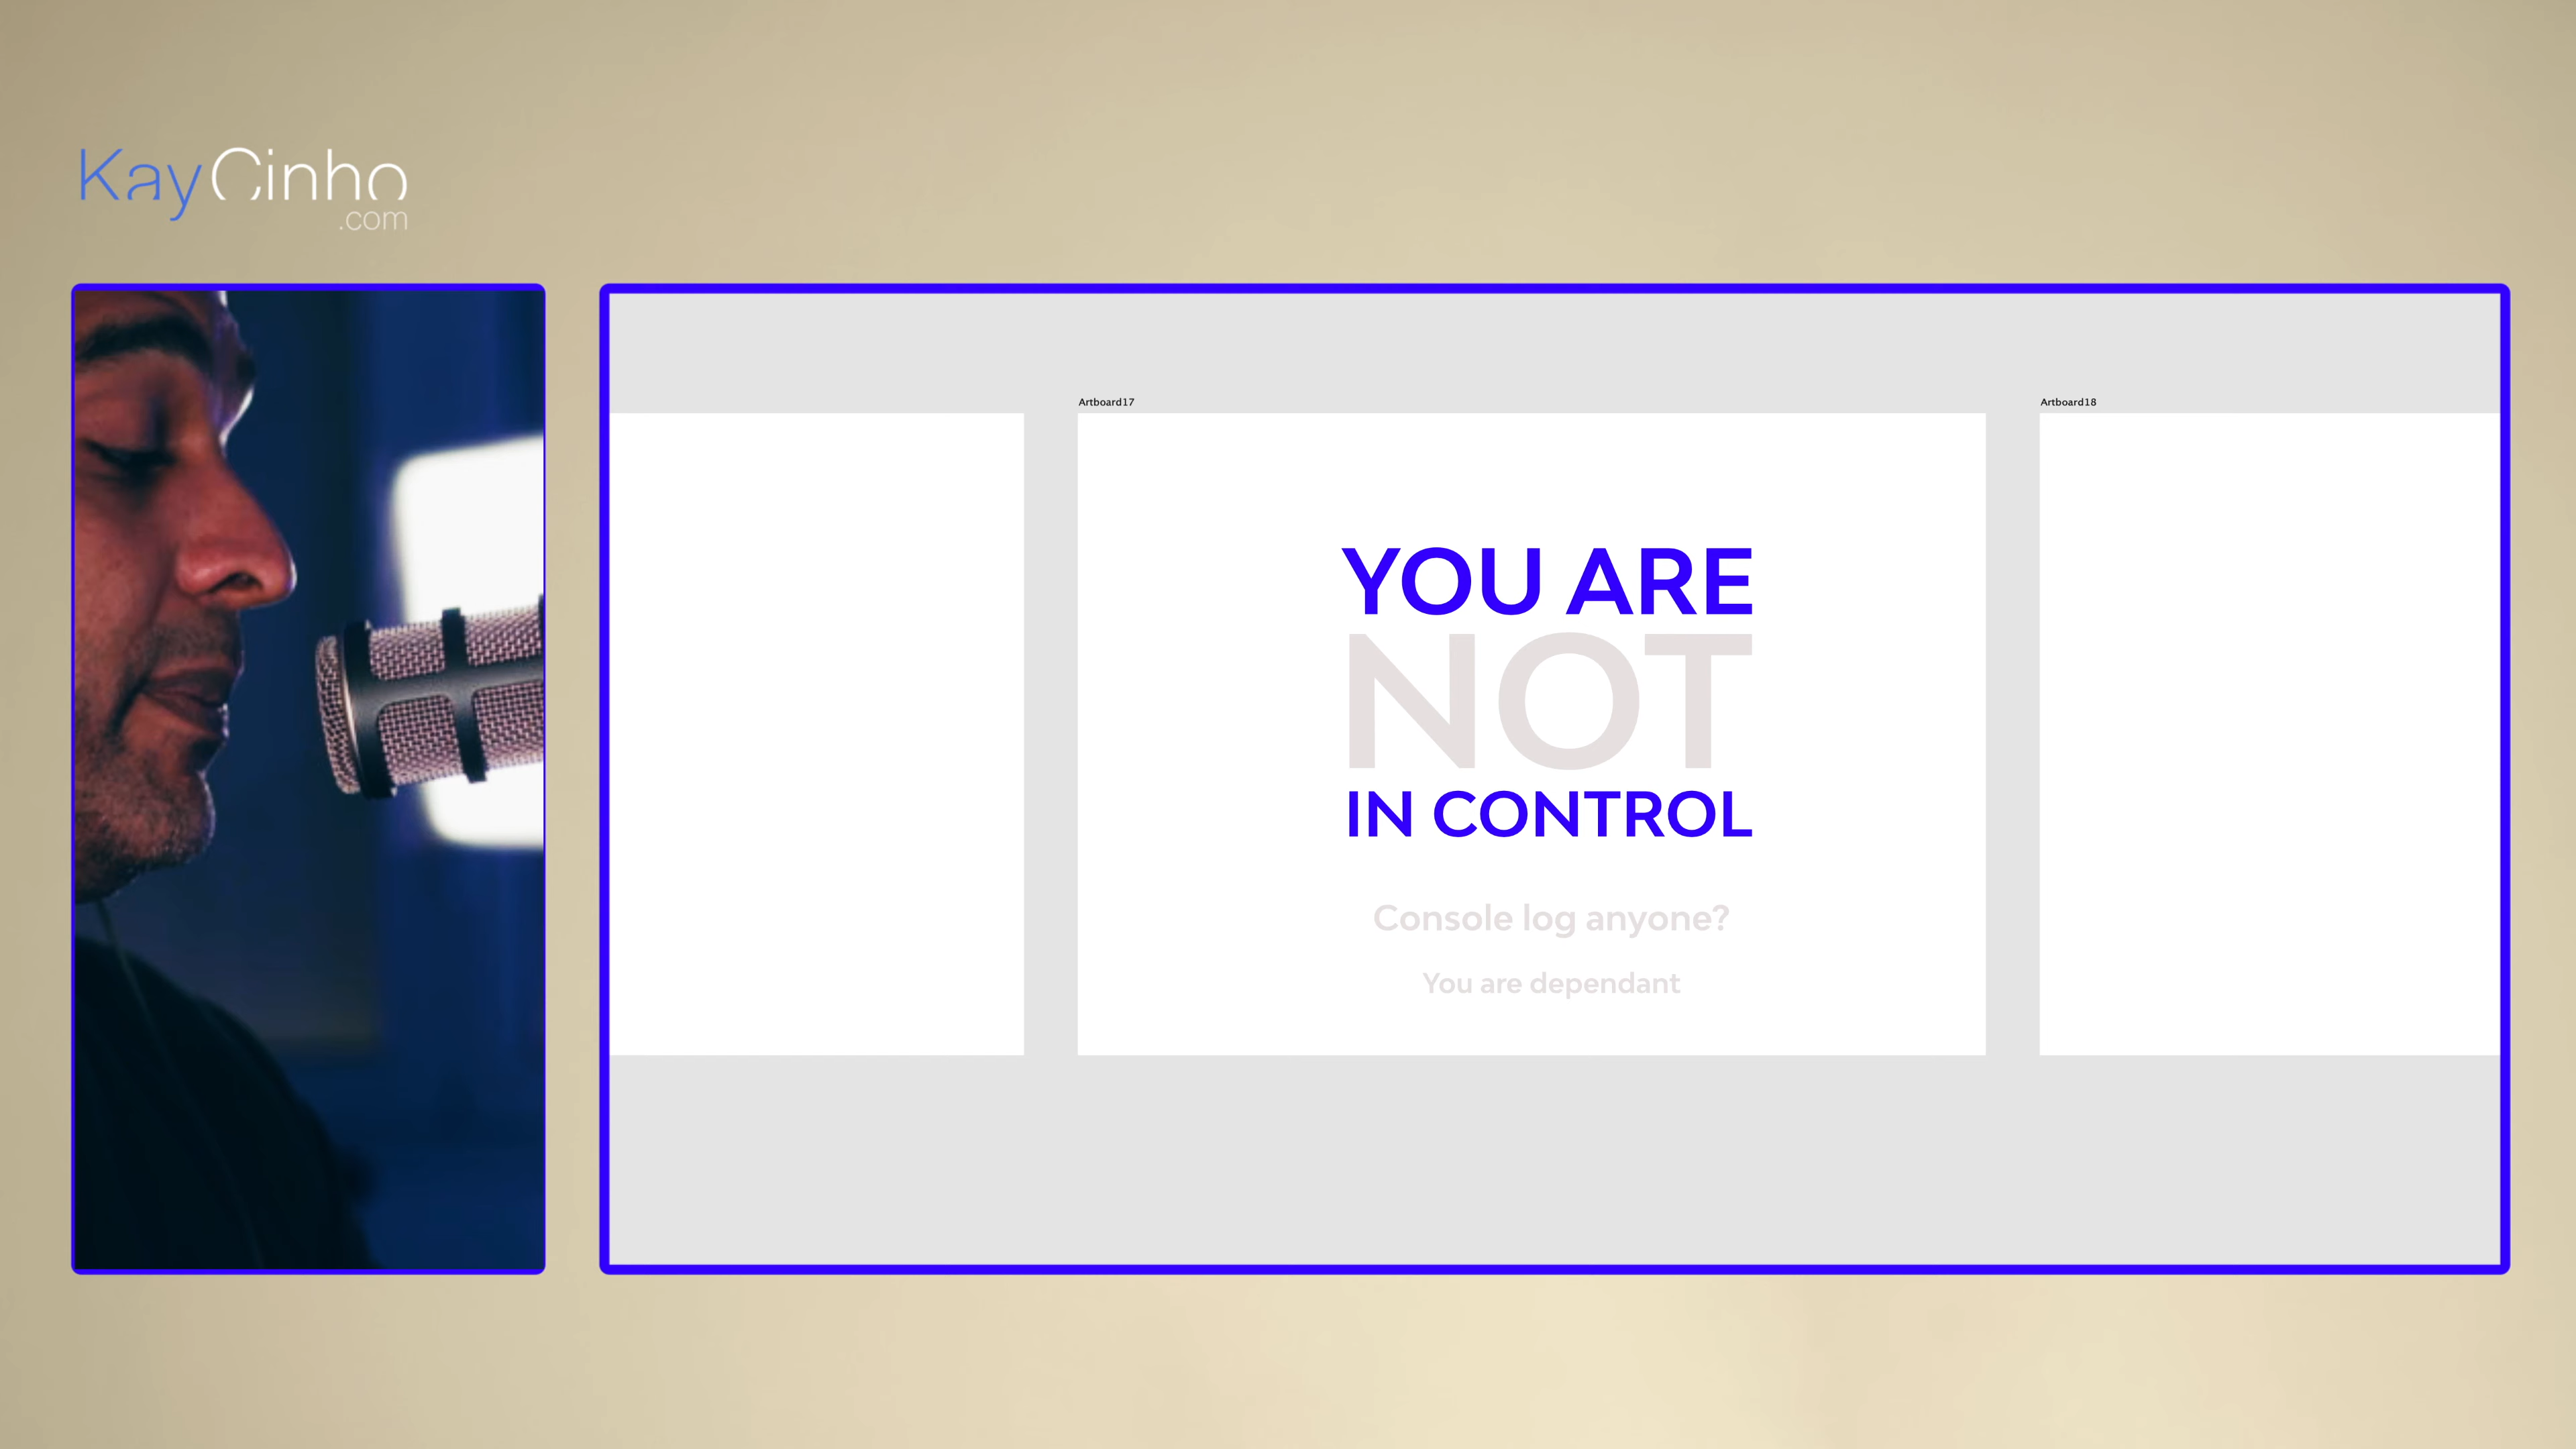 KayCinho
.com
Artboard17
Artboard18
YOU ARE
NOT
IN CONTROL
Console log anyone?
You are dependant